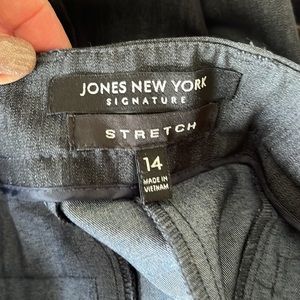 JONES NEW YORK
SIGNATURE
STRETCH
14
MADE IN
VIETNAM